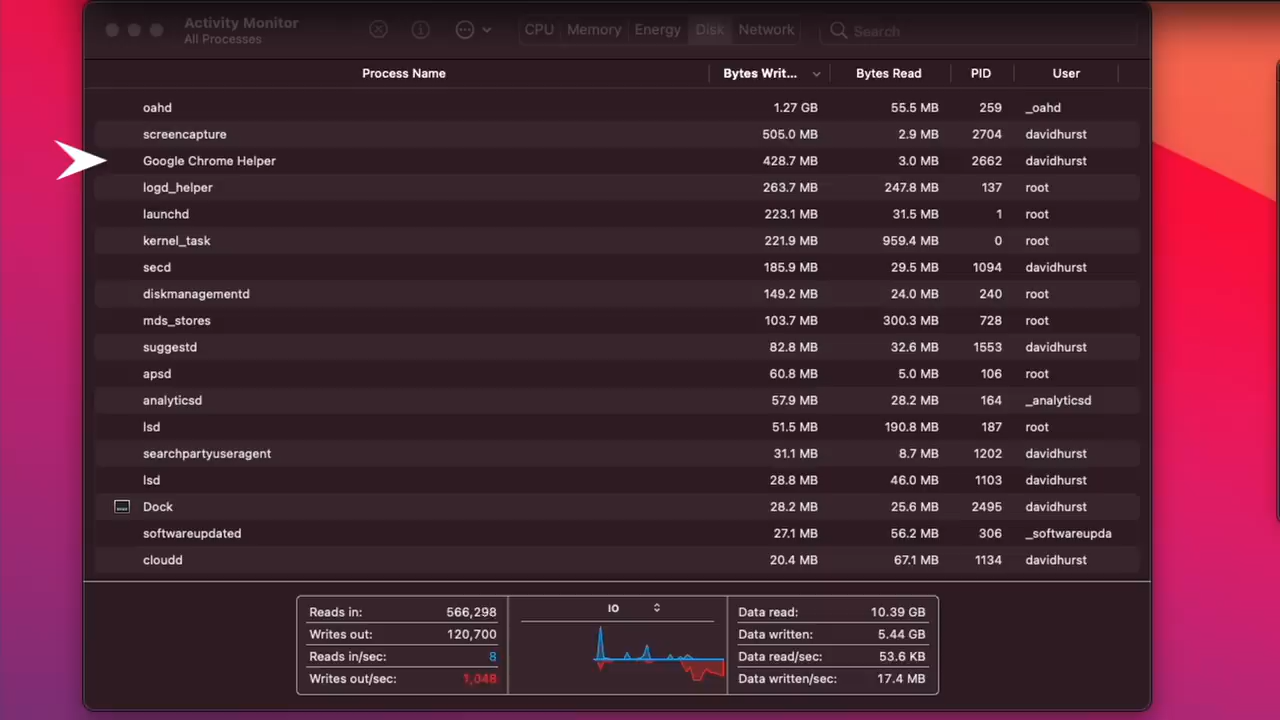 Activity Monitor
All Processes
CPU Memory Energy Disk Network
Search
Process Name Bytes Writ... Bytes Read PID User
oahd 1.27 GB 55.5 MB 259 _oahd
screencapture 505.0 MB 2.9 MB 2704 davidhurst
Google Chrome Helper 428.7 MB 3.0 MB 2662 davidhurst
logd_helper 263.7 MB 247.8 MB 137 root
launchd 223.1 MB 31.5 MB 1 root
kernel_task 221.9 MB 959.4 MB 0 root
secd 185.9 MB 29.5 MB 1094 davidhurst
diskmanagementd 149.2 MB 24.0 MB 240 root
mds_stores 103.7 MB 300.3 MB 728 root
suggestd 82.8 MB 32.6 MB 1553 davidhurst
apsd 60.8 MB 5.0 MB 106 root
analyticsd 57.9 MB 28.2 MB 164 _analyticsd
lsd 51.5 MB 190.8 MB 187 root
searchpartyuseragent 31.1 MB 8.7 MB 1202 davidhurst
lsd 28.8 MB 46.0 MB 1103 davidhurst
Dock 28.2 MB 25.6 MB 2495 davidhurst
softwareupdated 27.1 MB 56.2 MB 306 _softwareupda
cloudd 20.4 MB 67.1 MB 1134 davidhurst
Reads in: 566,298 IO Data read: 10.39 GB
Writes out: 120,700 Data written: 5.44 GB
Reads in/sec: 8 Data read/sec: 53.6 KB
Writes out/sec: 1,048 Data written/sec: 17.4 MB